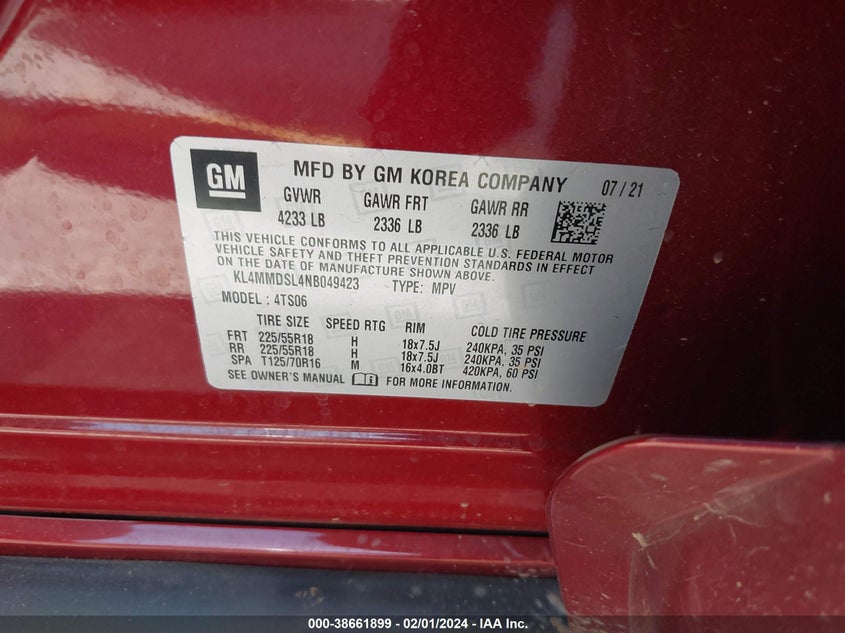 GM
MFD BY GM KOREA COMPANY 07/21
GVWR GAWR FRT GAWR RR
4233 LB 2336 LB 2336 LB
THIS VEHICLE CONFORMS TO ALL APPLICABLE U.S. FEDERAL MOTOR
VEHICLE SAFETY AND THEFT PREVENTION STANDARDS IN EFFECT
ON THE DATE OF MANUFACTURE SHOWN ABOVE.
KL4MMDSL4NB049423 TYPE: MPV
MODEL : 4TS06
TIRE SIZE SPEED RTG RIM COLD TIRE PRESSURE
FRT 225/55R18 H 18x7.5J 240KPA, 35 PSI
RR 225/55R18 H 18x7.5J 240KPA, 35 PSI
SPA T125/70R16 M 16x4.0BT 420KPA, 60 PSI
SEE OWNER'S MANUAL FOR MORE INFORMATION.
000-38661899 - 02/01/2024 - IAA Inc.